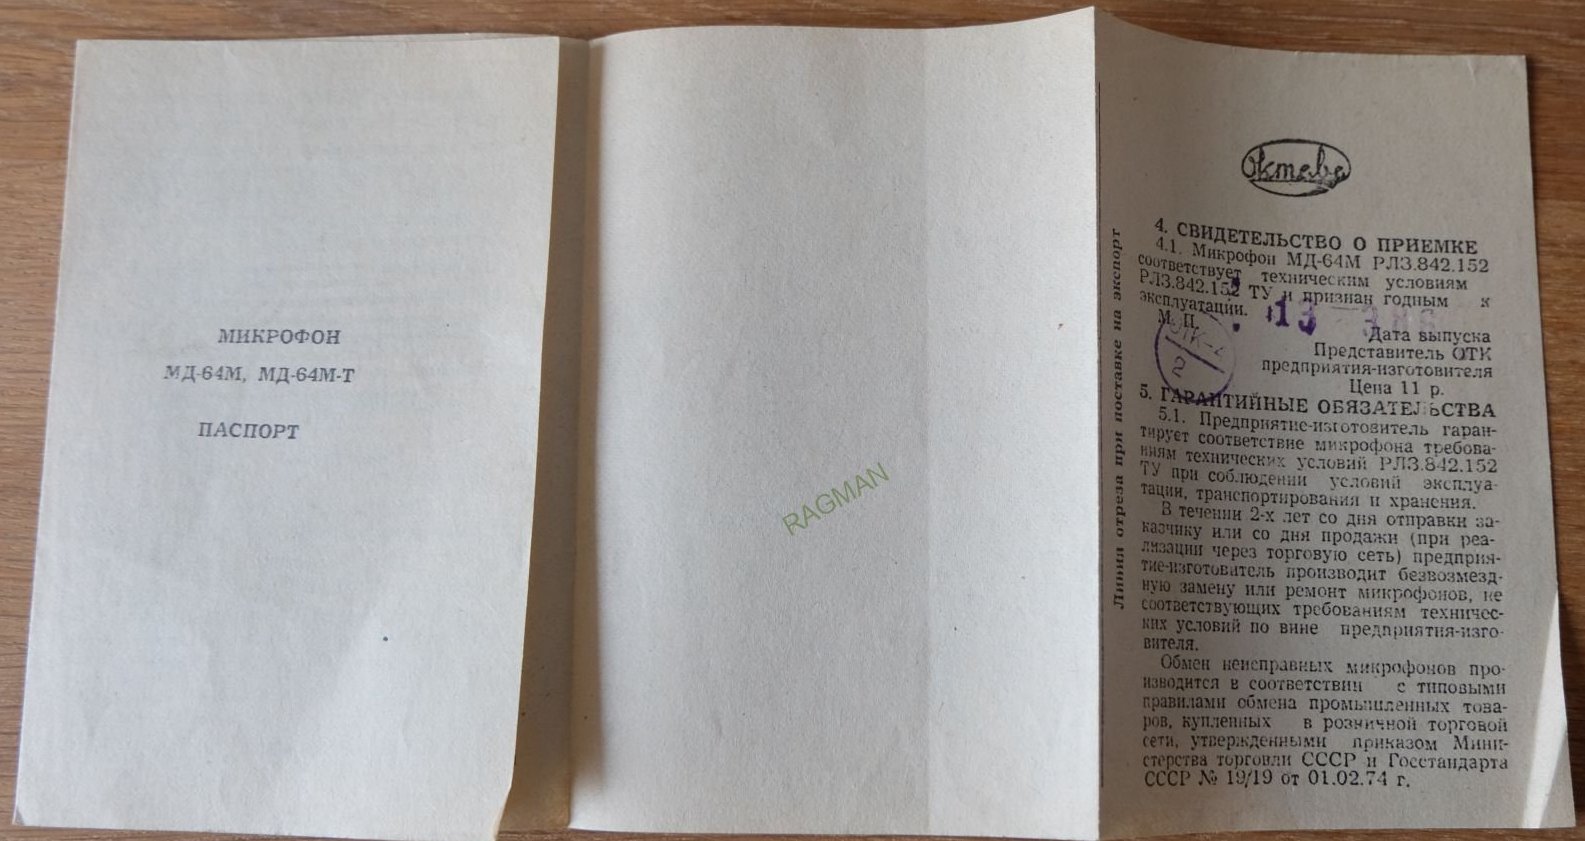 МИКРОФОН
МД-64М, МД-64М-Т
ПАСПОРТ
RAGMAN
Линия отреза при поставке на экспорт
Октава
4. СВИДЕТЕЛЬСТВО О ПРИЕМКЕ
4.1. Микрофон МД-64М РЛ3.842.152
соответствует техническим условиям
РЛ3.842.152 ТУ и признан годным к
эксплуатации.
М. П.
13
Дата выпуска
Представитель ОТК
предприятия-изготовителя
Цена 11 р.
5. ГАРАНТИЙНЫЕ ОБЯЗАТЕЛЬСТВА
5.1. Предприятие-изготовитель гаран-
тирует соответствие микрофона требова-
ниям технических условий РЛ3.842.152
ТУ при соблюдении условий эксплуа-
тации, транспортирования и хранения.
В течении 2-х лет со дня отправки за-
казчику или со дня продажи (при реа-
лизации через торговую сеть) предприя-
тие-изготовитель производит безвозмезд-
ную замену или ремонт микрофонов, не
соответствующих требованиям техничес-
ких условий по вине предприятия-изго-
вителя.
Обмен неисправных микрофонов про-
изводится в соответствии с типовыми
правилами обмена промышленных това-
ров, купленных в розничной торговой
сети, утвержденными приказом Мини-
стерства торговли СССР и Госстандарта
СССР № 19/19 от 01.02.74 г.